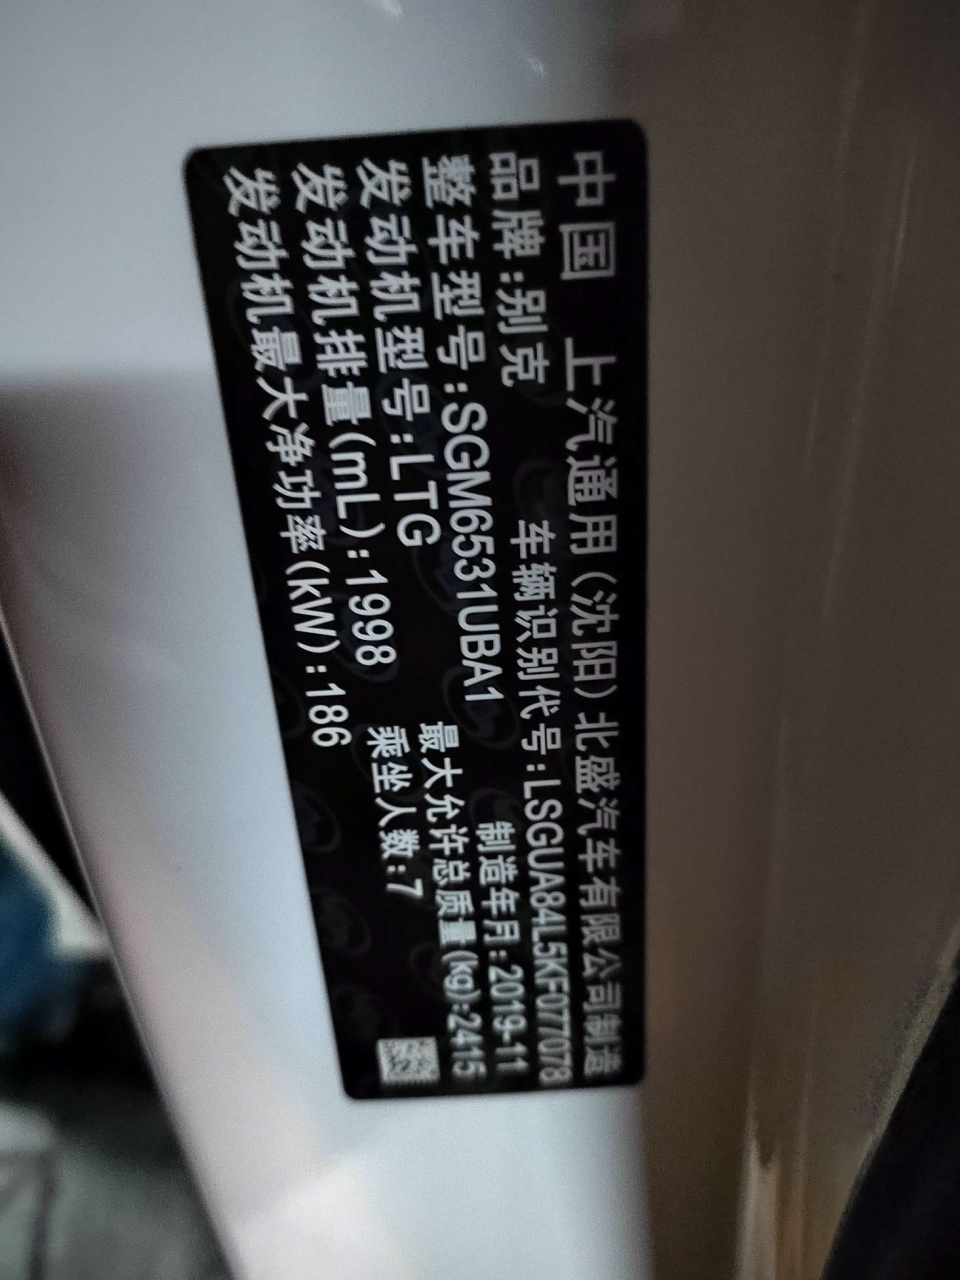 中国 上汽通用(沈阳)北盛汽车有限公司制造
品牌:别克 车辆识别代号:LSGUA84L5KF077078
整车型号:SGM6531UBA1 制造年月:2019-11
发动机型号:LTG 最大允许总质量(kg):2415
发动机排量(mL):1998 乘坐人数:7
发动机最大净功率(kW):186